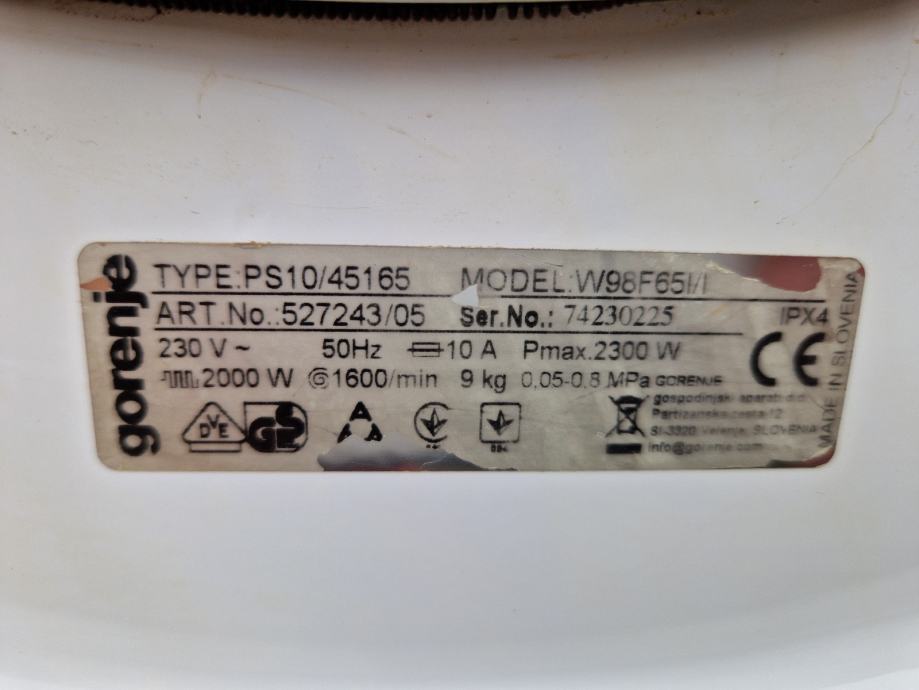 gorenje
TYPE:PS10/45165 MODEL:W98F65I/I
ART.No.:527243/05 Ser.No.: 74230225 IPX4
230 V~ 50Hz 10 A Pmax.2300 W
2000 W 1600/min 9 kg 0,05-0,8 MPa GORENJE
gospodinjski aparati d.d.
Partizanska cesta 12
SI-3320 Velenje, SLOVENIA
info@gorenje.com
DVE
GS
CE
MADE IN SLOVENIA